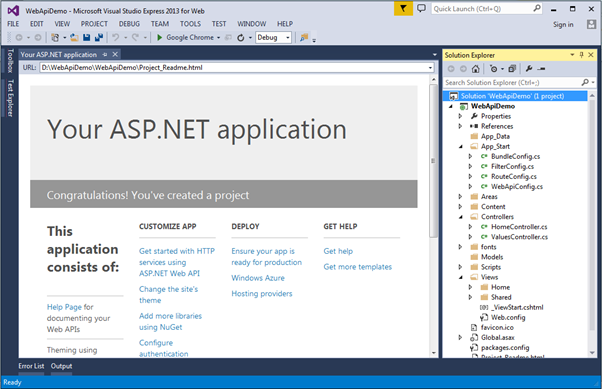 WebApiDemo - Microsoft Visual Studio Express 2013 for Web
Quick Launch (Ctrl+Q)
FILE EDIT VIEW PROJECT DEBUG TEAM TOOLS TEST WINDOW HELP
Sign in
Google Chrome Debug
Toolbox
Test Explorer
Your ASP.NET application
URL: D:\WebApiDemo\WebApiDemo\Project_Readme.html
Your ASP.NET application
Congratulations! You've created a project
This
application
consists of:
Help Page for
documenting your
Web APIs
Theming using
CUSTOMIZE APP
Get started with HTTP
services using
ASP.NET Web API
Change the site's
theme
Add more libraries
using NuGet
Configure
authentication
DEPLOY
Ensure your app is
ready for production
Windows Azure
Hosting providers
GET HELP
Get help
Get more templates
Solution Explorer
Search Solution Explorer (Ctrl+;)
Solution 'WebApiDemo' (1 project)
WebApiDemo
Properties
References
App_Data
App_Start
BundleConfig.cs
FilterConfig.cs
RouteConfig.cs
WebApiConfig.cs
Areas
Content
Controllers
HomeController.cs
ValuesController.cs
fonts
Models
Scripts
Views
Home
Shared
_ViewStart.cshtml
Web.config
favicon.ico
Global.asax
packages.config
Project_Readme.html
Error List Output
Ready